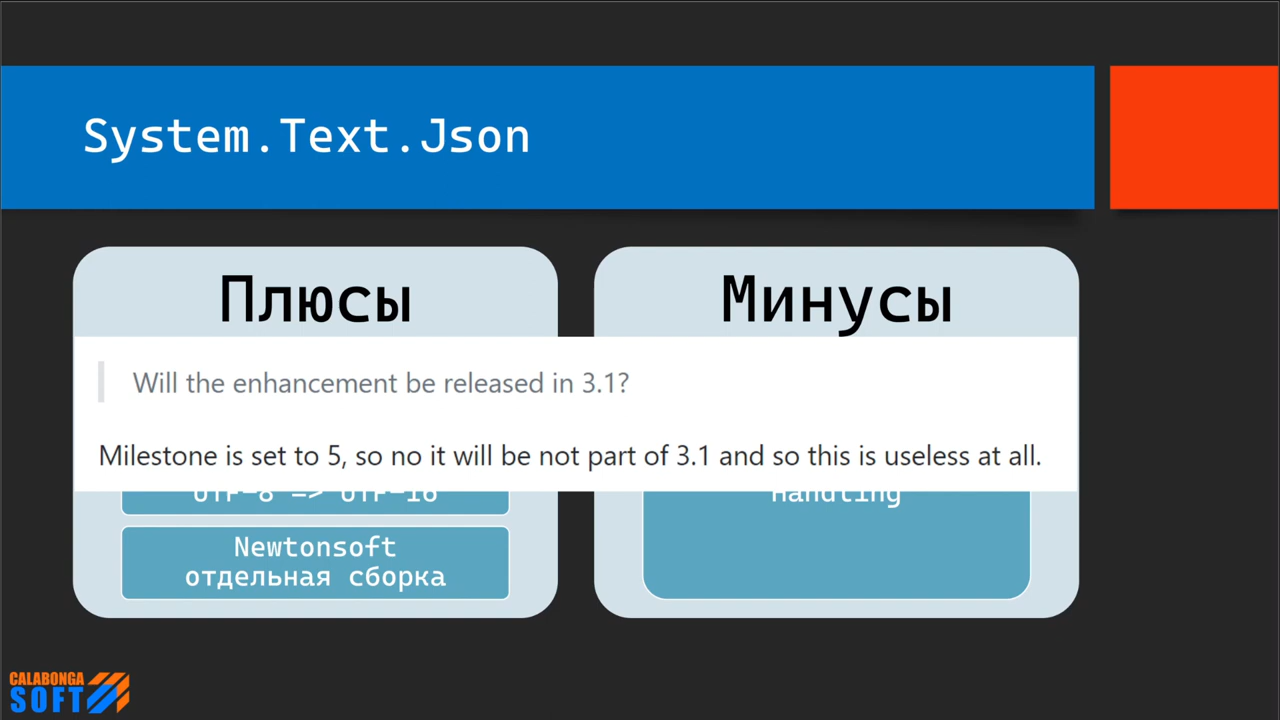 System.Text.Json
Плюсы
Минусы
Will the enhancement be released in 3.1?
Milestone is set to 5, so no it will be not part of 3.1 and so this is useless at all.
UTF-8 => UTF-16
Handling
Newtonsoft
отдельная сборка
CALABONGA
SOFT